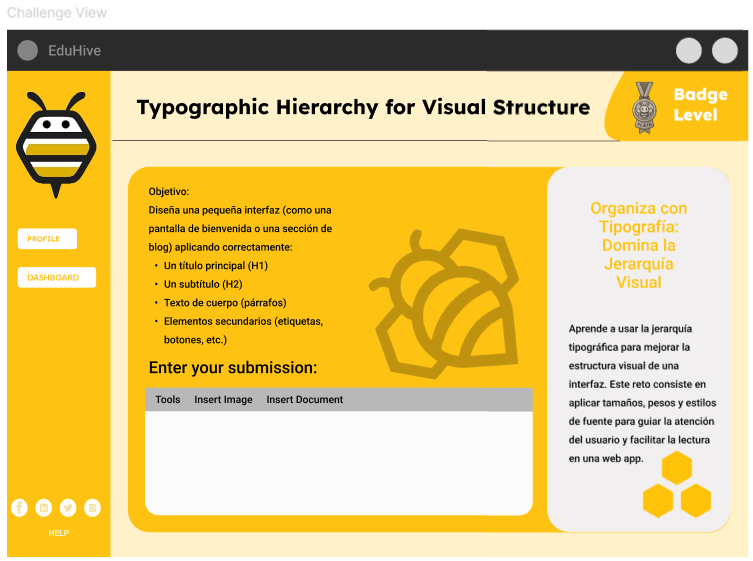 Challenge View
EduHive
Typographic Hierarchy for Visual Structure
Badge
Level
PROFILE
DASHBOARD
Objetivo:
Diseña una pequeña interfaz (como una
pantalla de bienvenida o una sección de
blog) aplicando correctamente:
• Un título principal (H1)
• Un subtítulo (H2)
• Texto de cuerpo (párrafos)
• Elementos secundarios (etiquetas,
botones, etc.)
Enter your submission:
Tools Insert Image Insert Document
Organiza con
Tipografía:
Domina la
Jerarquía
Visual
Aprende a usar la jerarquía
tipográfica para mejorar la
estructura visual de una
interfaz. Este reto consiste en
aplicar tamaños, pesos y estilos
de fuente para guiar la atención
del usuario y facilitar la lectura
en una web app.
HELP